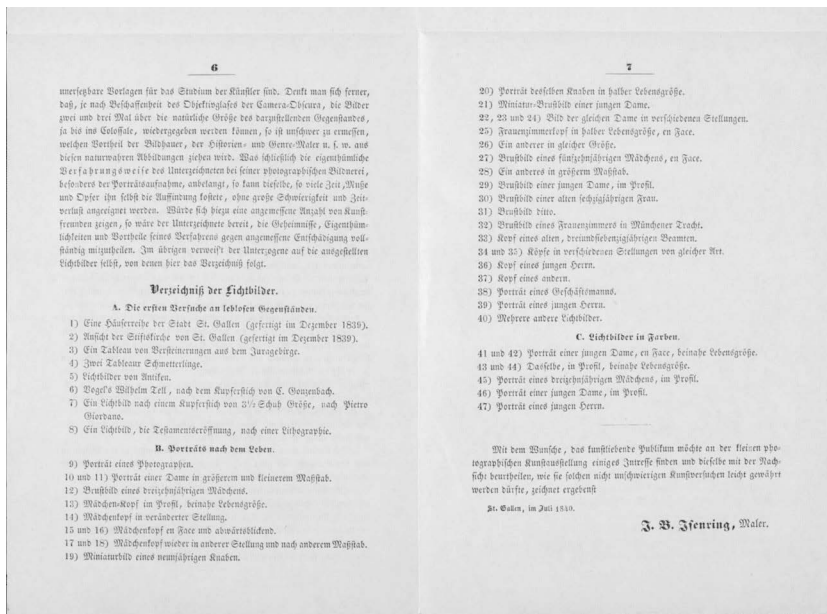 6
unersetzbare Vorlagen für das Studium der Künstler sind. Denkt man sich ferner,
daß, je nach Beschaffenheit des Objektivglases der Camera-Obscura, die Bilder
zwei und drei Mal über die natürliche Größe des darzustellenden Gegenstandes,
ja bis ins Colossale, wiedergegeben werden können, so ist unschwer zu ermessen,
welchen Vortheil der Bildhauer, der Historien- und Genre-Maler u. s. w. aus
diesen naturwahren Abbildungen ziehen wird. Was schließlich die eigenthümliche
Verfahrungsweise des Unterzeichneten bei seiner photographischen Bildnerei,
besonders der Porträtsaufnahme, anbelangt, so kann dieselbe, so viele Zeit, Muße
und Opfer ihn selbst die Auffindung kostete, ohne große Schwierigkeit und Zeit-
verlust angeeignet werden. Würde sich hiezu eine angemessene Anzahl von Kunst-
freunden zeigen, so wäre der Unterzeichnete bereit, die Geheimnisse, Eigenthüm-
lichkeiten und Vortheile seines Verfahrens gegen angemessene Entschädigung voll-
ständig mitzutheilen. Im übrigen verweist der Unterzogene auf die ausgestellten
Lichtbilder selbst, von denen hier das Verzeichniß folgt.
Verzeichniß der Lichtbilder.
A. Die ersten Versuche an leblosen Gegenständen.
1) Eine Häuserreihe der Stadt St. Gallen (gefertigt im Dezember 1839).
2) Ansicht der Stiftskirche von St. Gallen (gefertigt im Dezember 1839).
3) Ein Tableau von Versteinerungen aus dem Juragebirge.
4) Zwei Tableaux Schmetterlinge.
5) Lichtbilder von Antiken.
6) Vogel's Wilhelm Tell, nach dem Kupferstich von C. Gonzenbach.
7) Ein Lichtbild nach einem Kupferstich von 3½ Schuh Größe, nach Pietro
Giordano.
8) Ein Lichtbild, die Testamentseröffnung, nach einer Lithographie.
B. Porträts nach dem Leben.
9) Porträt eines Photographen.
10 und 11) Porträt einer Dame in größerem und kleinerem Maßstab.
12) Brustbild eines dreizehnjährigen Mädchens.
13) Mädchen-Kopf im Profil, beinahe Lebensgröße.
14) Mädchenkopf in veränderter Stellung.
15 und 16) Mädchenkopf en Face und abwärtsblickend.
17 und 18) Mädchenkopf wieder in anderer Stellung und nach anderem Maßstab.
19) Miniaturbild eines neunjährigen Knaben.
7
20) Porträt desselben Knaben in halber Lebensgröße.
21) Miniatur-Brustbild einer jungen Dame.
22, 23 und 24) Bild der gleichen Dame in verschiedenen Stellungen.
25) Frauenzimmerkopf in halber Lebensgröße, en Face.
26) Ein anderer in gleicher Größe.
27) Brustbild eines fünfzehnjährigen Mädchens, en Face.
28) Ein anderes in größerm Maßstab.
29) Brustbild einer jungen Dame, im Profil.
30) Brustbild einer alten sechzigjährigen Frau.
31) Brustbild ditto.
32) Brustbild eines Frauenzimmers in Münchener Tracht.
33) Kopf eines alten, dreiundsiebenzigjährigen Beamten.
34 und 35) Köpfe in verschiedenen Stellungen von gleicher Art.
36) Kopf eines jungen Herrn.
37) Kopf eines andern.
38) Porträt eines Geschäftsmanns.
39) Porträt eines jungen Herrn.
40) Mehrere andere Lichtbilder.
C. Lichtbilder in Farben.
41 und 42) Porträt einer jungen Dame, en Face, beinahe Lebensgröße.
43 und 44) Dasselbe, in Profil, beinahe Lebensgröße.
45) Porträt eines dreizehnjährigen Mädchens, im Profil.
46) Porträt einer jungen Dame, im Profil.
47) Porträt eines jungen Herrn.
Mit dem Wunsche, das kunstliebende Publikum möchte an der kleinen pho-
tographischen Kunstausstellung einiges Intresse finden und dieselbe mit der Nach-
sicht beurtheilen, wie sie solchen nicht unschwierigen Kunstversuchen leicht gewährt
werden dürfte, zeichnet ergebenst
St. Gallen, im Juli 1840.
J. B. Isenring, Maler.